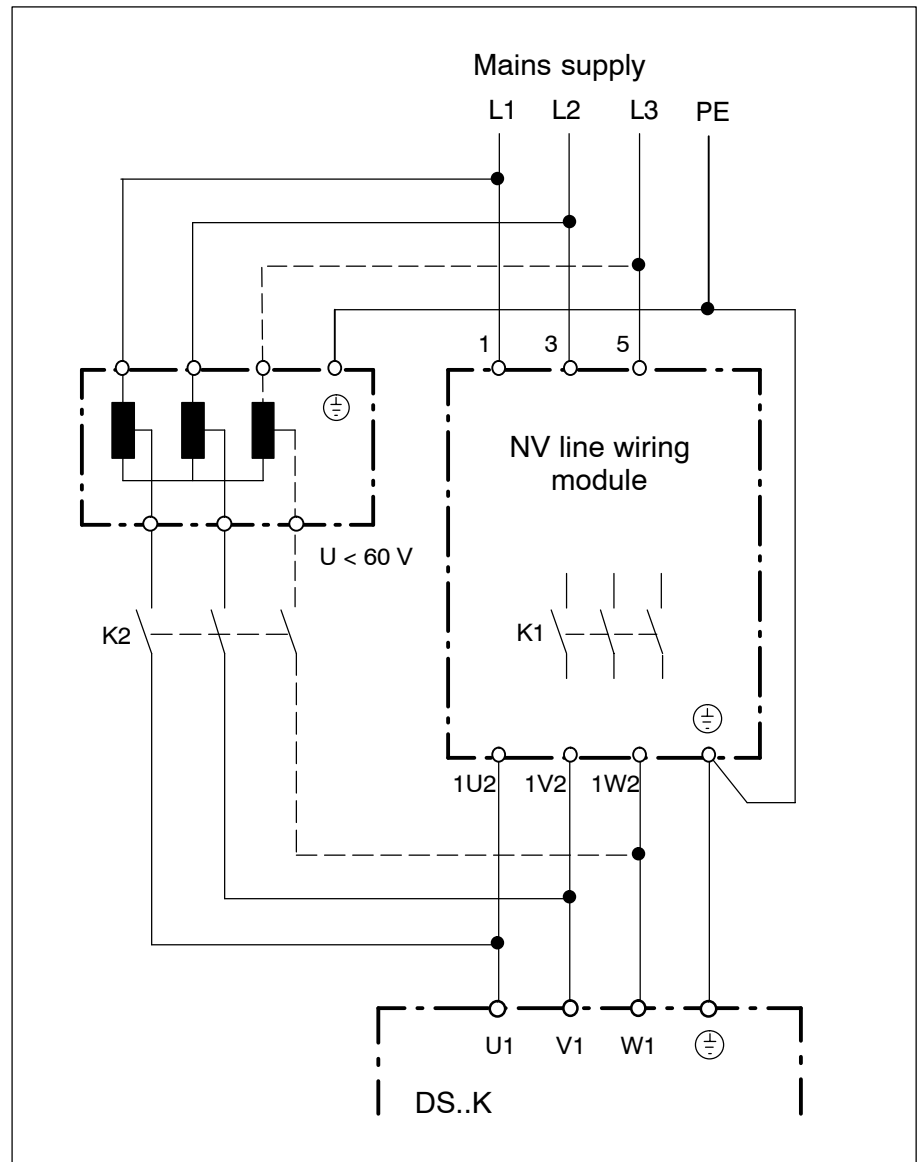 Mains supply
L1 L2 L3 PE
1 3 5
NV line wiring
module
U < 60 V
K2
K1
1U2 1V2 1W2
U1 V1 W1
DS..K